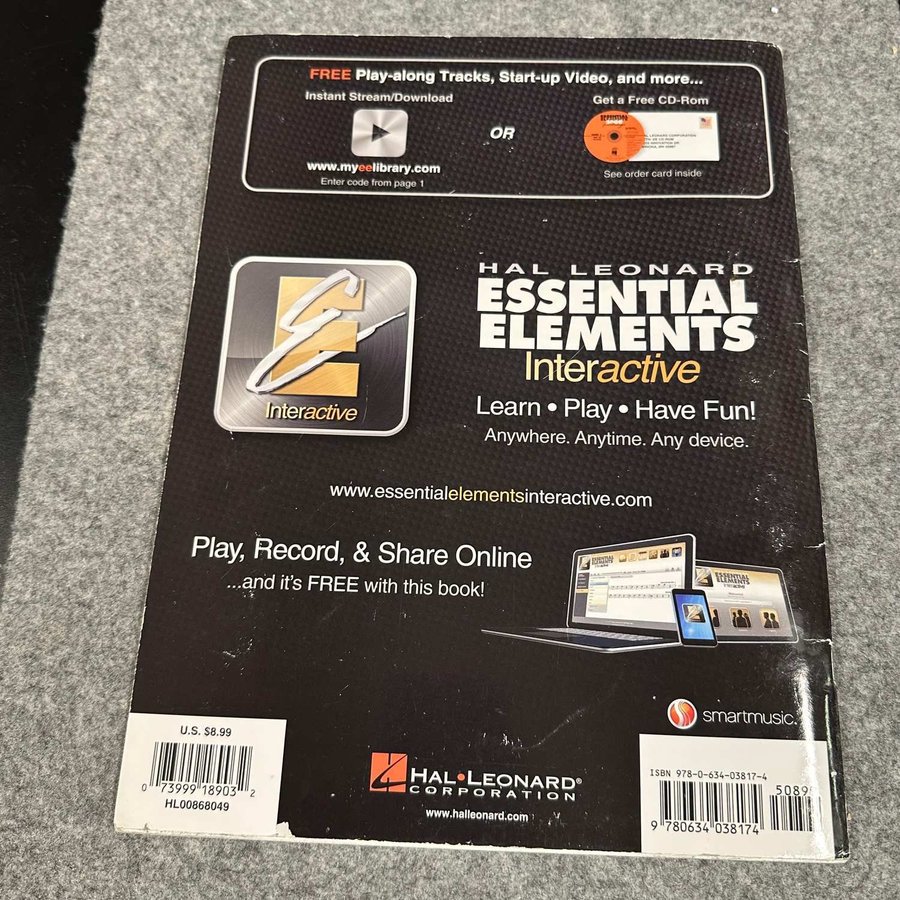 FREE Play-along Tracks, Start-up Video, and more...
Instant Stream/Download
www.myeelibrary.com
Enter code from page 1
OR
Get a Free CD-Rom
See order card inside
Interactive
HAL LEONARD
ESSENTIAL
ELEMENTS
Interactive
Learn • Play • Have Fun!
Anywhere. Anytime. Any device.
www.essentialelementsinteractive.com
Play, Record, & Share Online
...and it's FREE with this book!
ESSENTIAL
ELEMENTS
smartmusic.
U.S. $8.99
0 73999 18903 2
HL00868049
HAL•LEONARD®
CORPORATION
www.halleonard.com
ISBN 978-0-634-03817-4
5089
9 780634 038174